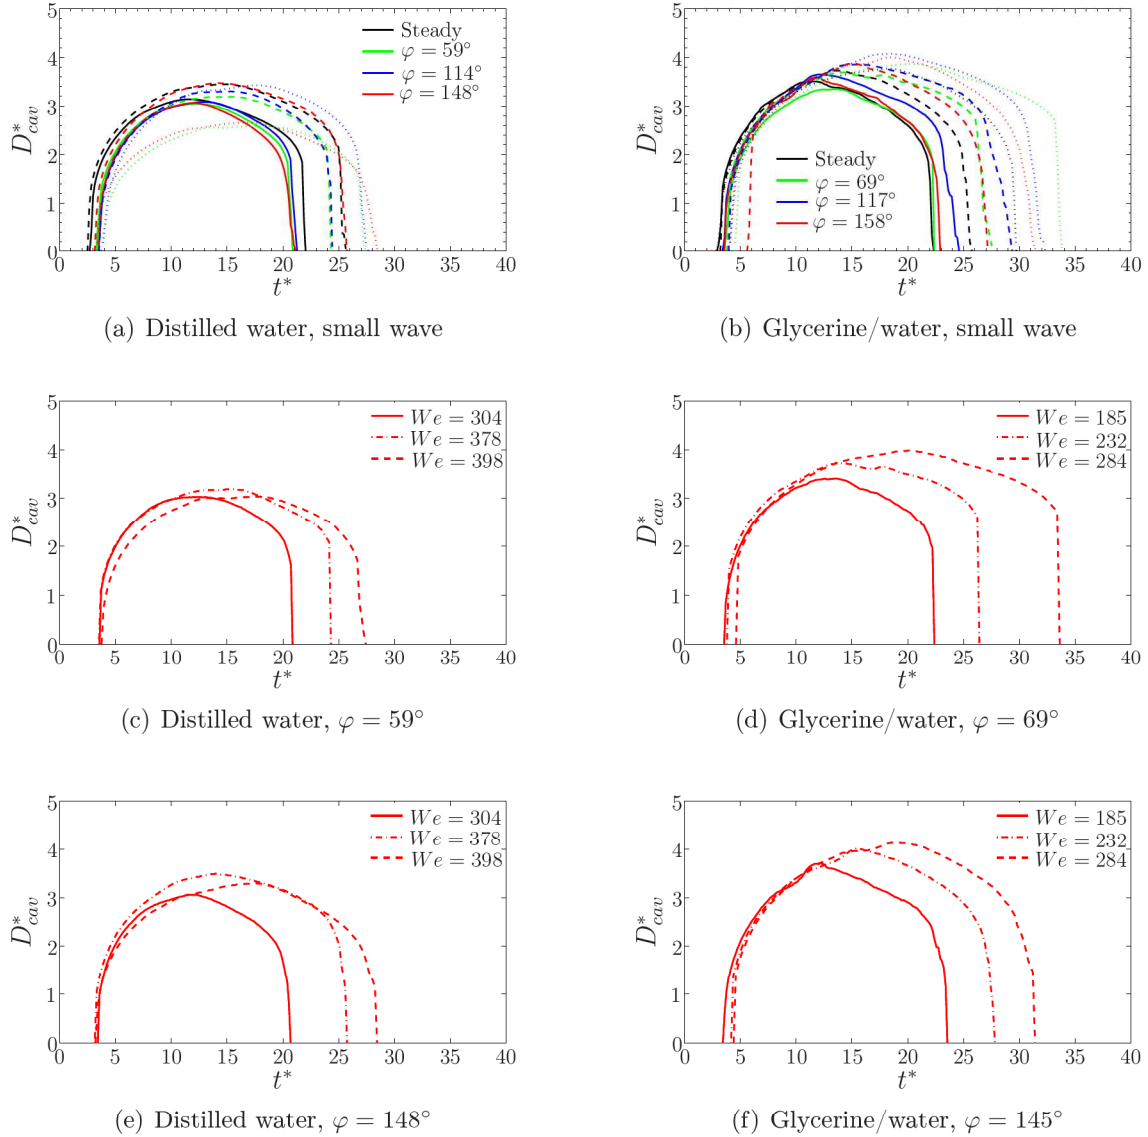 5
4
3
2
1
0
D*cav
0 5 10 15 20 25 30 35 40
t*
Steady
φ = 59°
φ = 114°
φ = 148°
(a) Distilled water, small wave
5
4
3
2
1
0
D*cav
0 5 10 15 20 25 30 35 40
t*
Steady
φ = 69°
φ = 117°
φ = 158°
(b) Glycerine/water, small wave
5
4
3
2
1
0
D*cav
0 5 10 15 20 25 30 35 40
t*
We = 304
We = 378
We = 398
(c) Distilled water, φ = 59°
5
4
3
2
1
0
D*cav
0 5 10 15 20 25 30 35 40
t*
We = 185
We = 232
We = 284
(d) Glycerine/water, φ = 69°
5
4
3
2
1
0
D*cav
0 5 10 15 20 25 30 35 40
t*
We = 304
We = 378
We = 398
(e) Distilled water, φ = 148°
5
4
3
2
1
0
D*cav
0 5 10 15 20 25 30 35 40
t*
We = 185
We = 232
We = 284
(f) Glycerine/water, φ = 145°